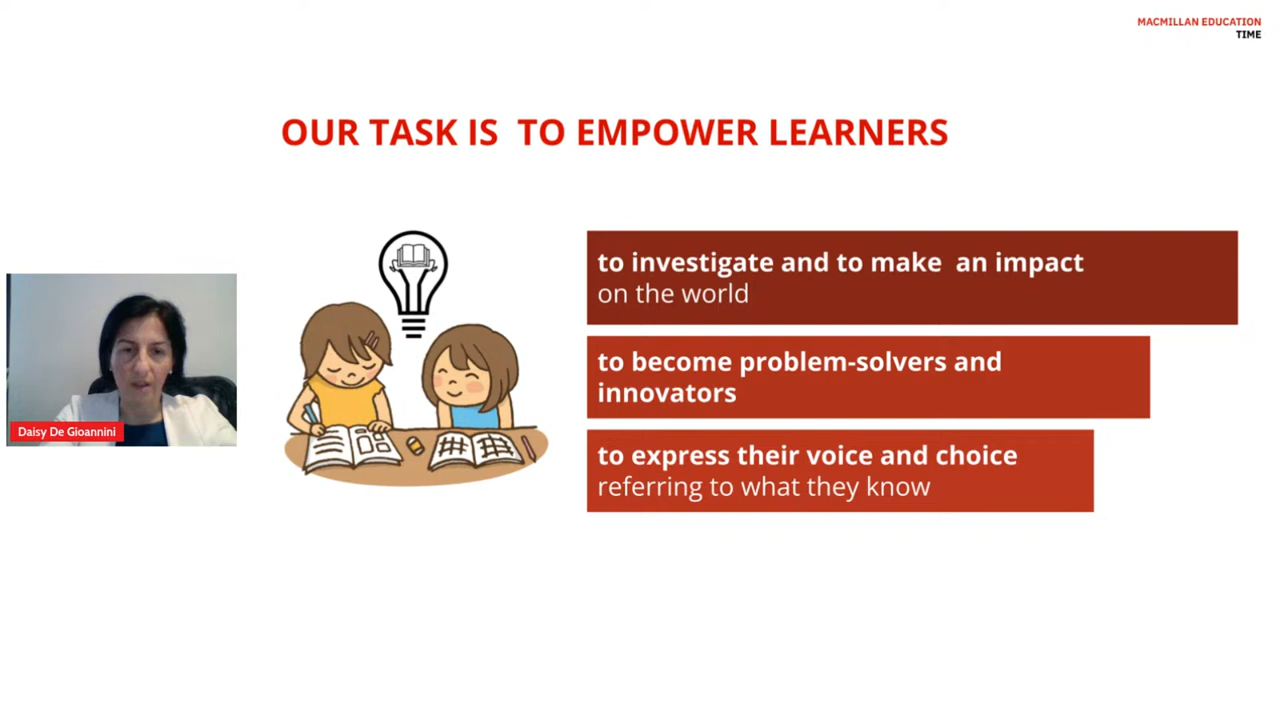 MACMILLAN EDUCATION
TIME
OUR TASK IS  TO EMPOWER LEARNERS
to investigate and to make  an impact
on the world
to become problem-solvers and
innovators
to express their voice and choice
referring to what they know
Daisy De Gioannini